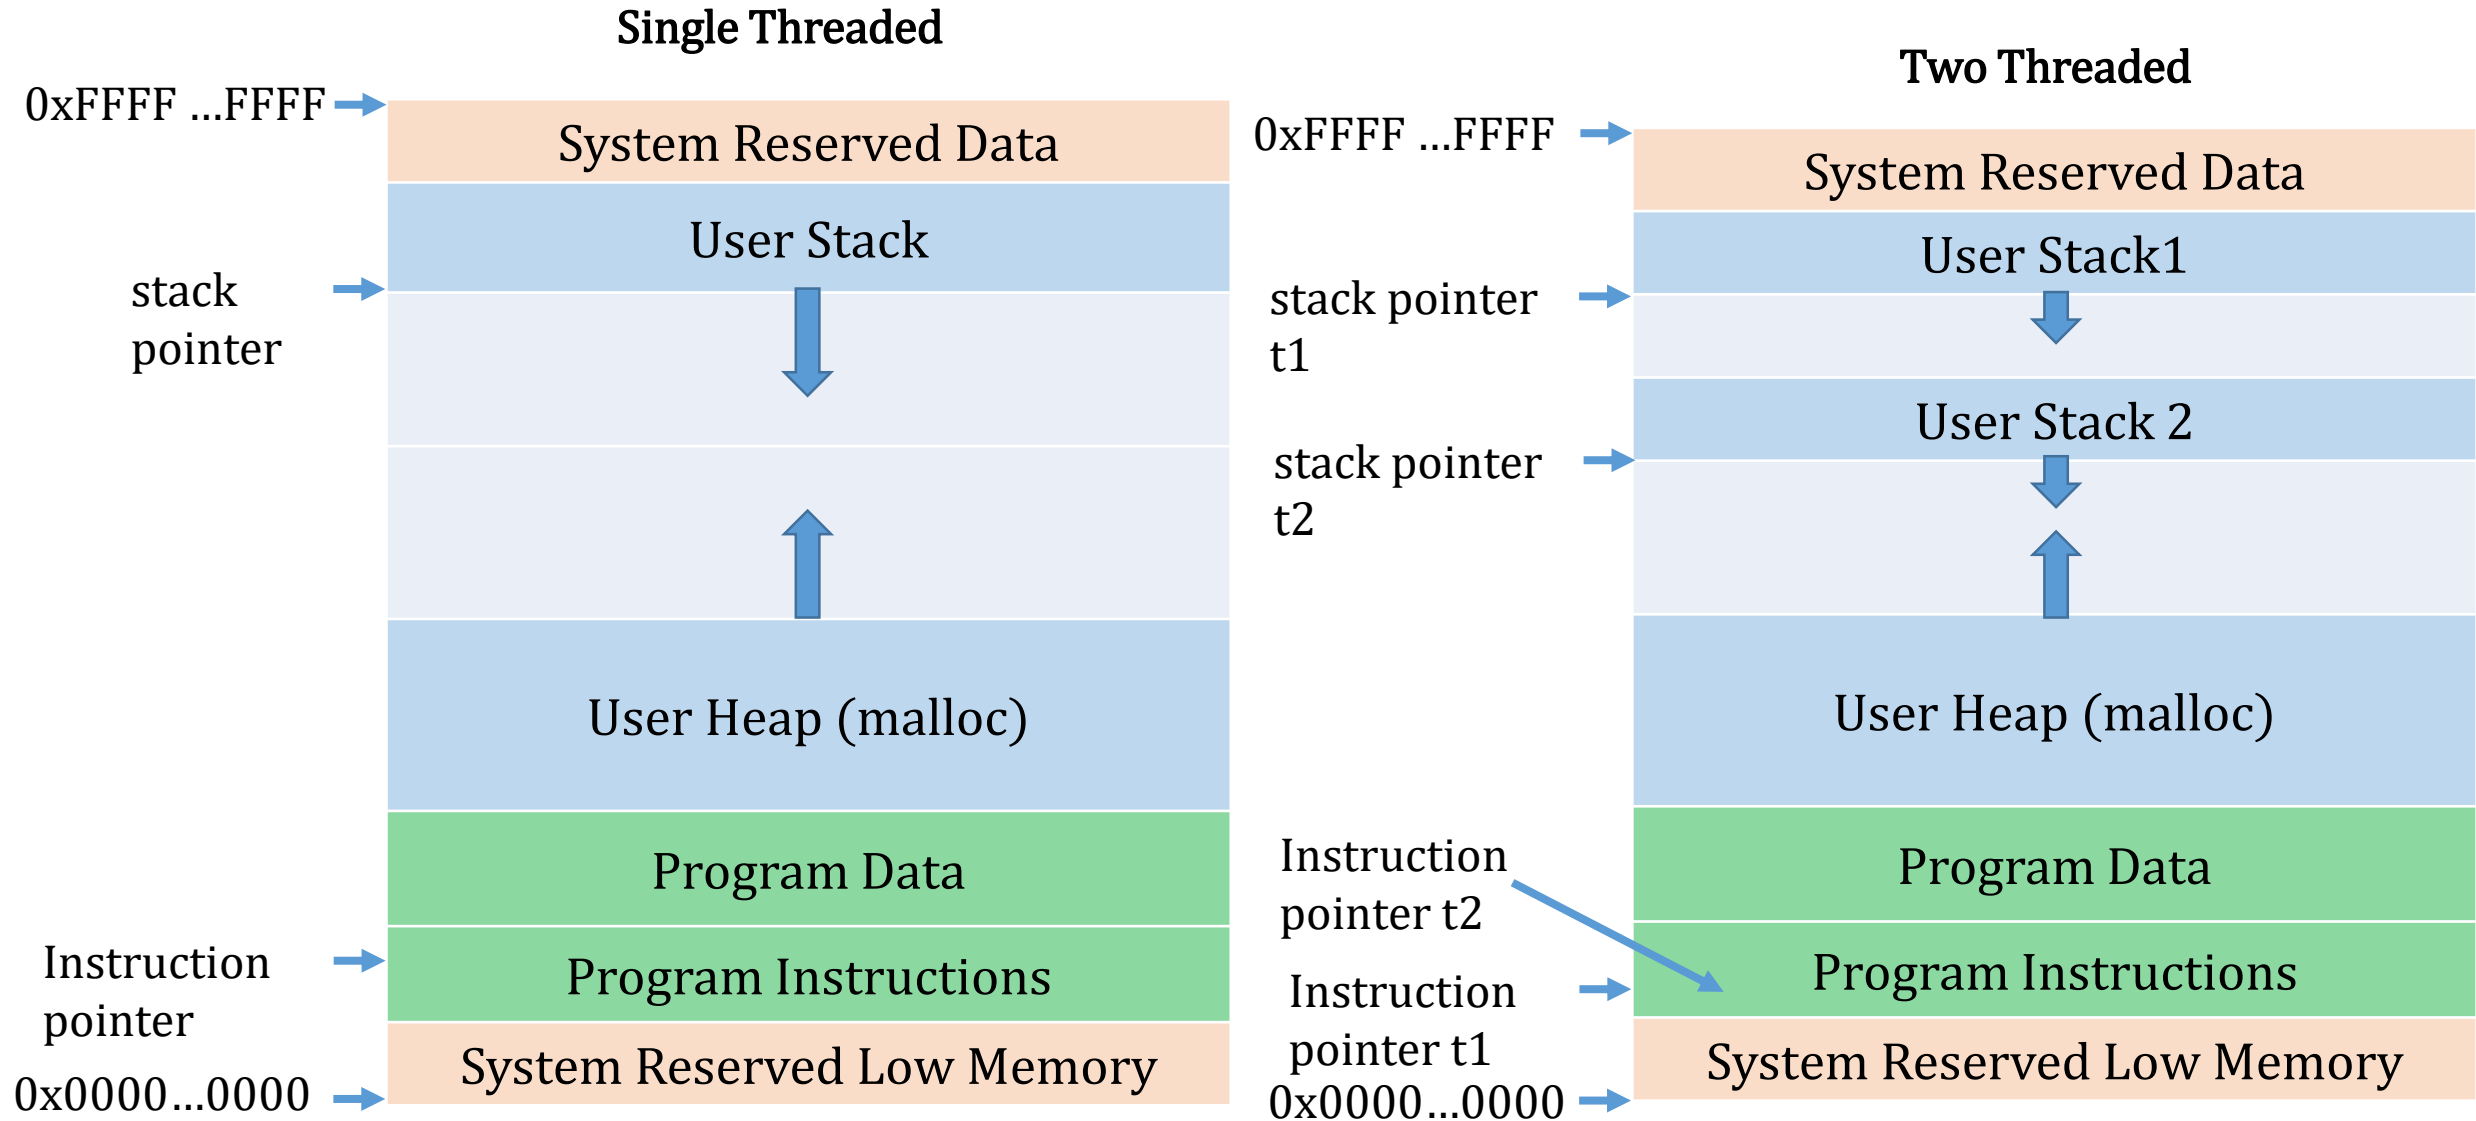 Single Threaded
0xFFFF ...FFFF
System Reserved Data
User Stack
stack
pointer
User Heap (malloc)
Program Data
Instruction
pointer
Program Instructions
System Reserved Low Memory
0x0000...0000
Two Threaded
0xFFFF ...FFFF
System Reserved Data
User Stack1
stack pointer
t1
User Stack 2
stack pointer
t2
User Heap (malloc)
Instruction
pointer t2
Program Data
Instruction
pointer t1
Program Instructions
System Reserved Low Memory
0x0000...0000